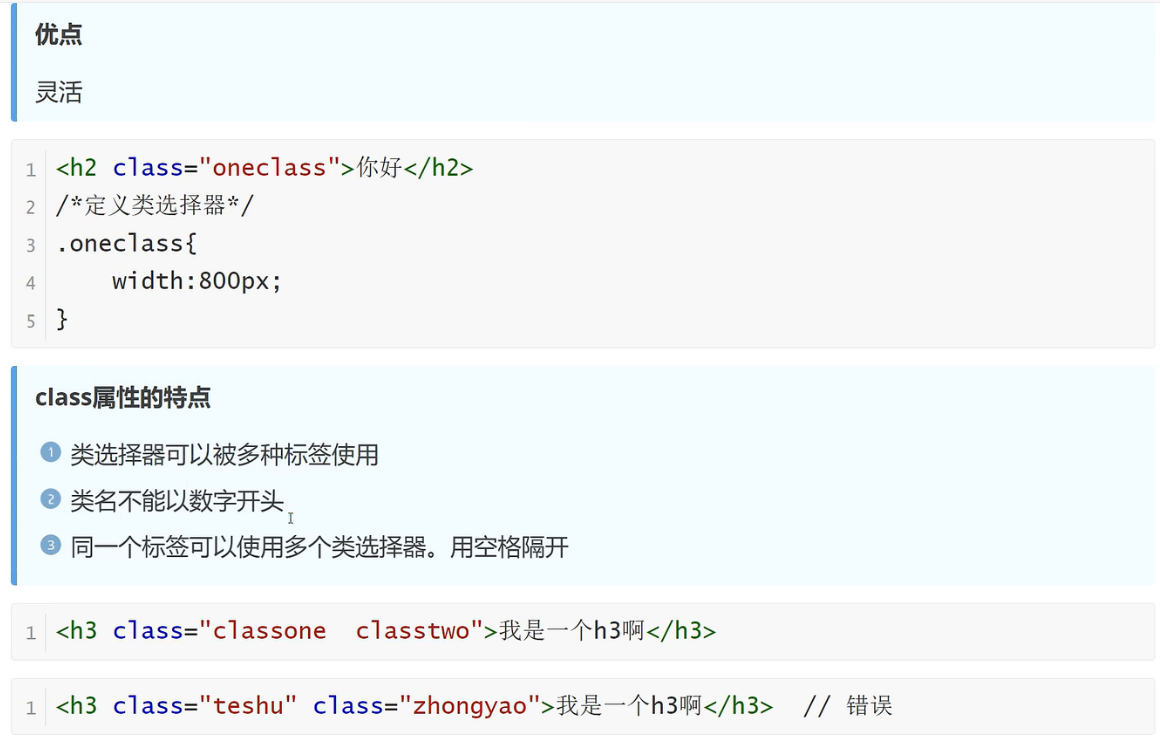 优点
灵活
1 <h2 class="oneclass">你好</h2>
2 /*定义类选择器*/
3 .oneclass{
4     width:800px;
5 }
class属性的特点
1 类选择器可以被多种标签使用
2 类名不能以数字开头
3 同一个标签可以使用多个类选择器。用空格隔开
1 <h3 class="classone  classtwo">我是一个h3啊</h3>
1 <h3 class="teshu" class="zhongyao">我是一个h3啊</h3>  // 错误